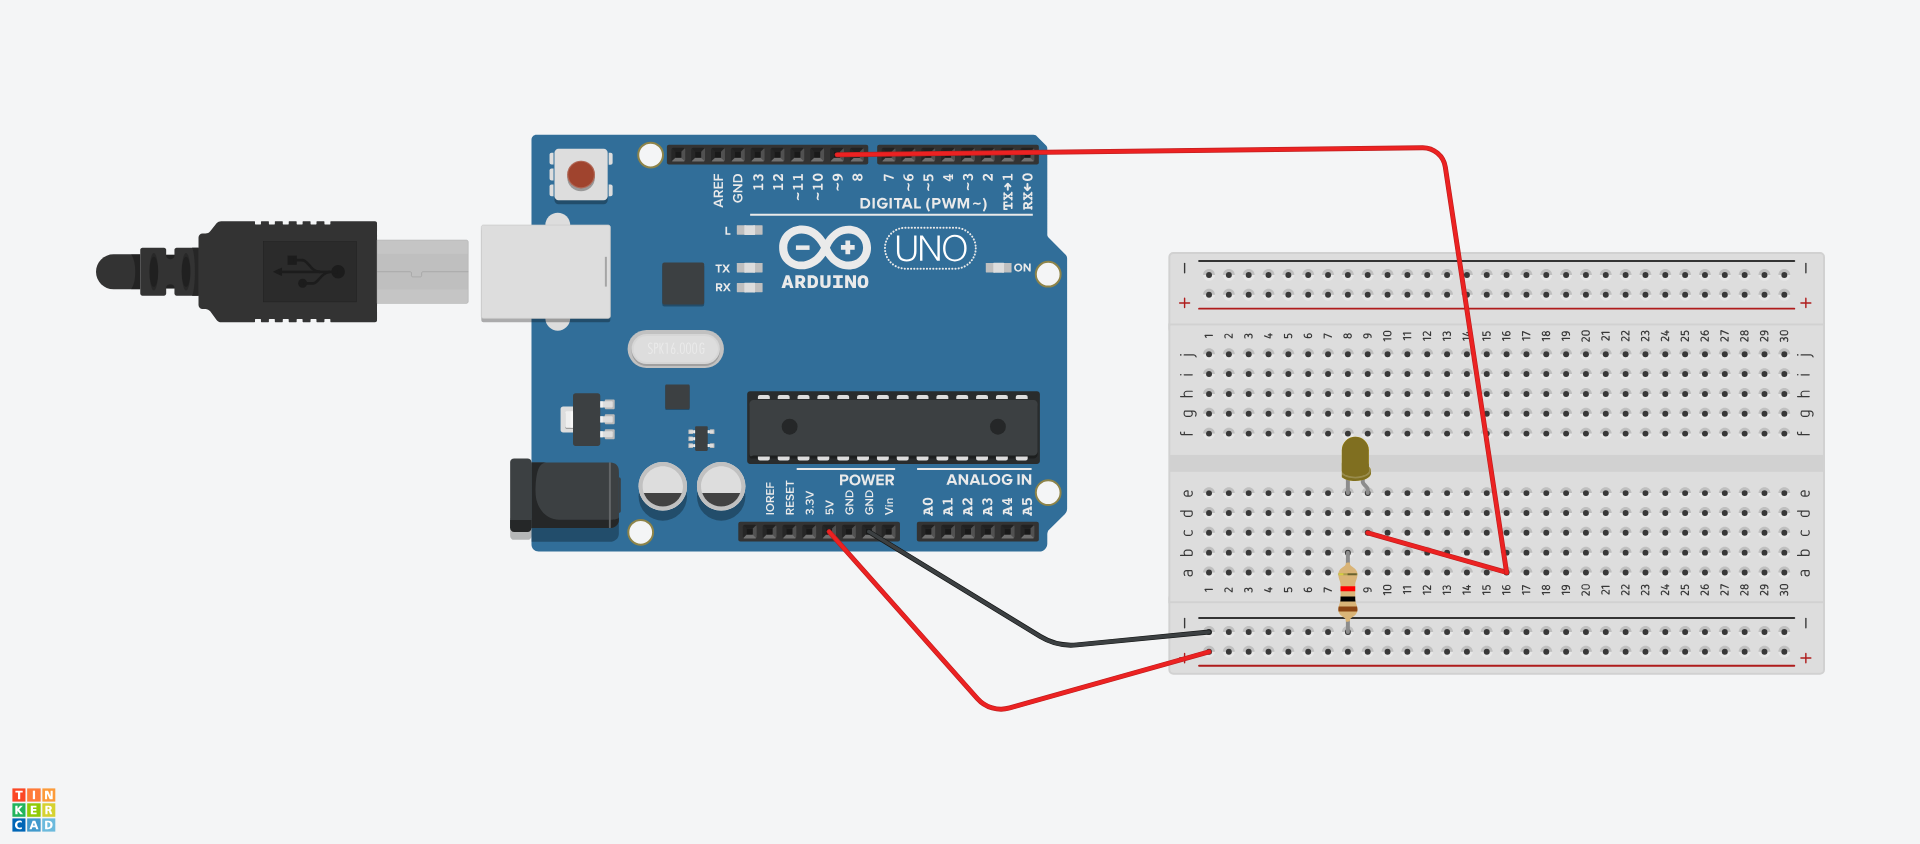 AREF
GND
13
12
~11
~10
~9
8
7
~6
~5
4
~3
2
TX→1
RX←0
DIGITAL (PWM~)
L
TX
RX
ARDUINO
UNO
ON
SPK16.000G
POWER
ANALOG IN
IOREF
RESET
3.3V
5V
GND
GND
Vin
A0
A1
A2
A3
A4
A5
− −
+ +
1 2 3 4 5 6 7 8 9 10 11 12 13 14 15 16 17 18 19 20 21 22 23 24 25 26 27 28 29 30
j j
i i
h h
g g
f f
e e
d d
c c
b b
a a
1 2 3 4 5 6 7 9 10 11 12 13 14 15 16 17 18 19 20 21 22 23 24 25 26 27 28 29 30
− −
+ +
TIN
KER
CAD